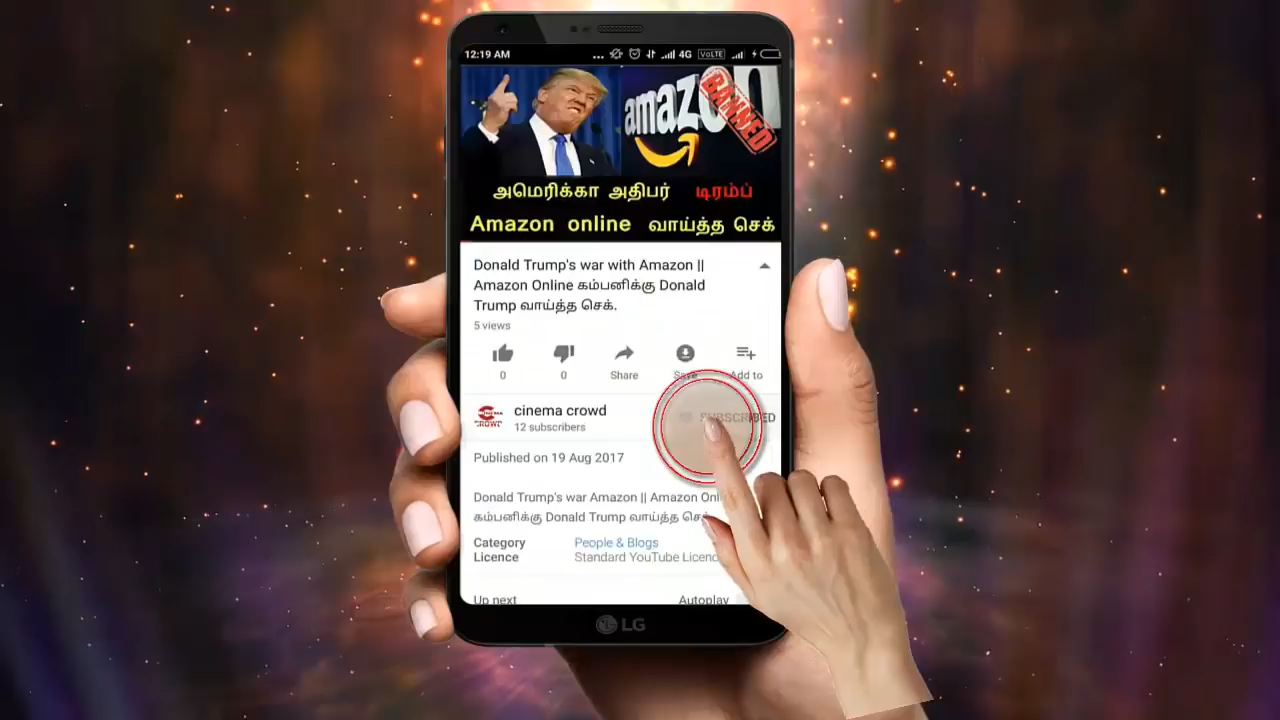 12:19 AM
... 4G VoLTE
amazon
BANNED
அமெரிக்கா அதிபர் டிரம்ப்
Amazon online வாய்த்த செக்
Donald Trump's war with Amazon ||
Amazon Online கம்பனிக்கு Donald
Trump வாய்த்த செக்.
5 views
0 0 Share Save Add to
cinema crowd
CINEMA
CROWD
SUBSCRIBED
12 subscribers
Published on 19 Aug 2017
Donald Trump's war Amazon || Amazon
கம்பனிக்கு Donald Trump வாய்த்த
Category People & Blogs
Licence Standard YouTube
Up next Autoplay
LG